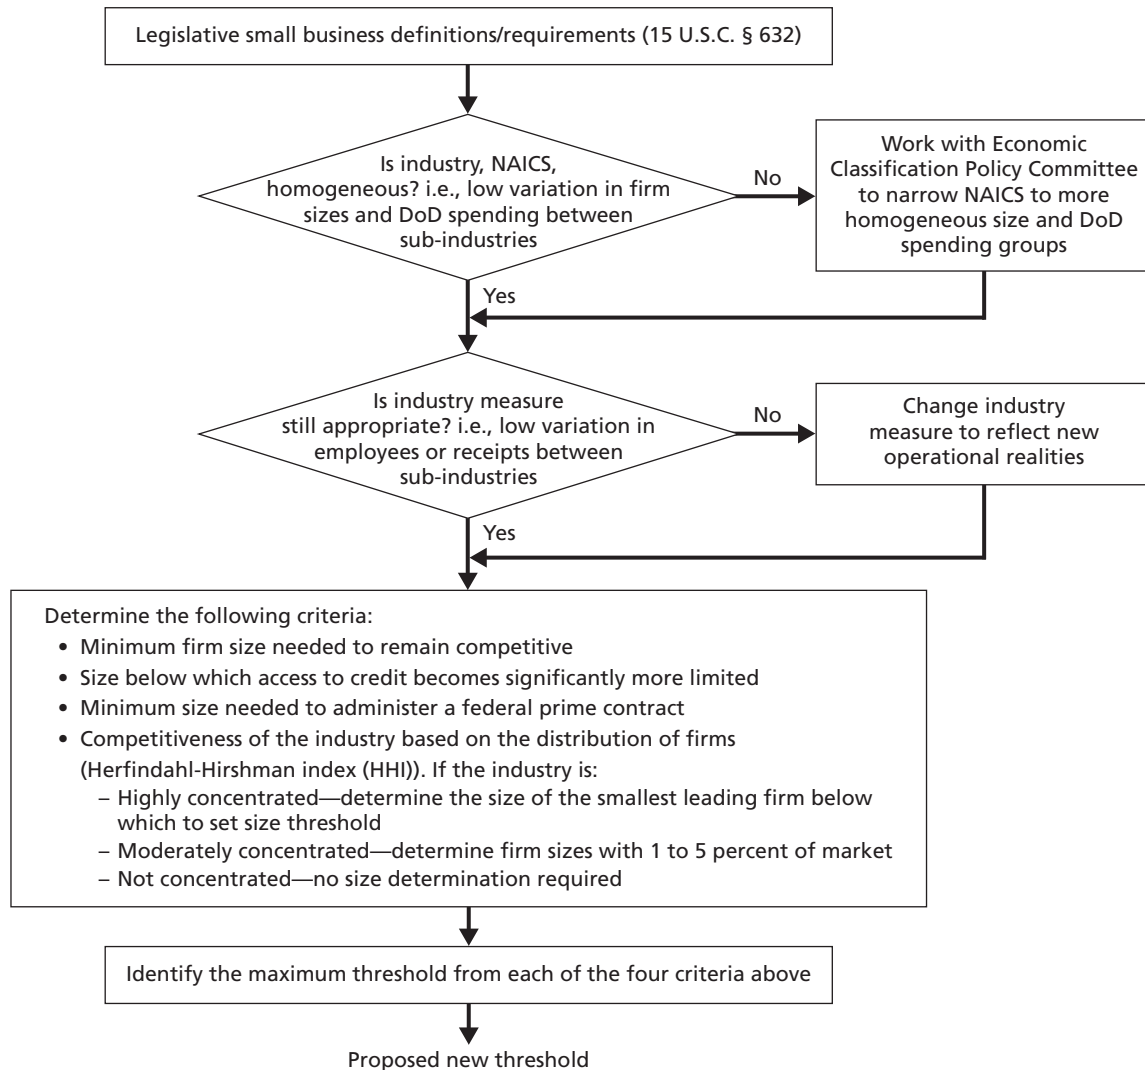 Legislative small business definitions/requirements (15 U.S.C. § 632)
Is industry, NAICS,
homogeneous? i.e., low variation in firm
sizes and DoD spending between
sub-industries
No
Work with Economic
Classification Policy Committee
to narrow NAICS to more
homogeneous size and DoD
spending groups
Yes
Is industry measure
still appropriate? i.e., low variation in
employees or receipts between
sub-industries
No
Change industry
measure to reflect new
operational realities
Yes
Determine the following criteria:
• Minimum firm size needed to remain competitive
• Size below which access to credit becomes significantly more limited
• Minimum size needed to administer a federal prime contract
• Competitiveness of the industry based on the distribution of firms
(Herfindahl-Hirshman index (HHI)). If the industry is:
– Highly concentrated—determine the size of the smallest leading firm below
which to set size threshold
– Moderately concentrated—determine firm sizes with 1 to 5 percent of market
– Not concentrated—no size determination required
Identify the maximum threshold from each of the four criteria above
Proposed new threshold